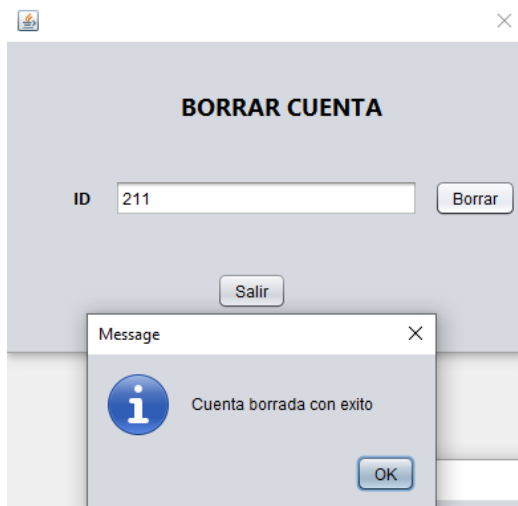 BORRAR CUENTA
ID 211 Borrar
Salir
Message
Cuenta borrada con exito
OK